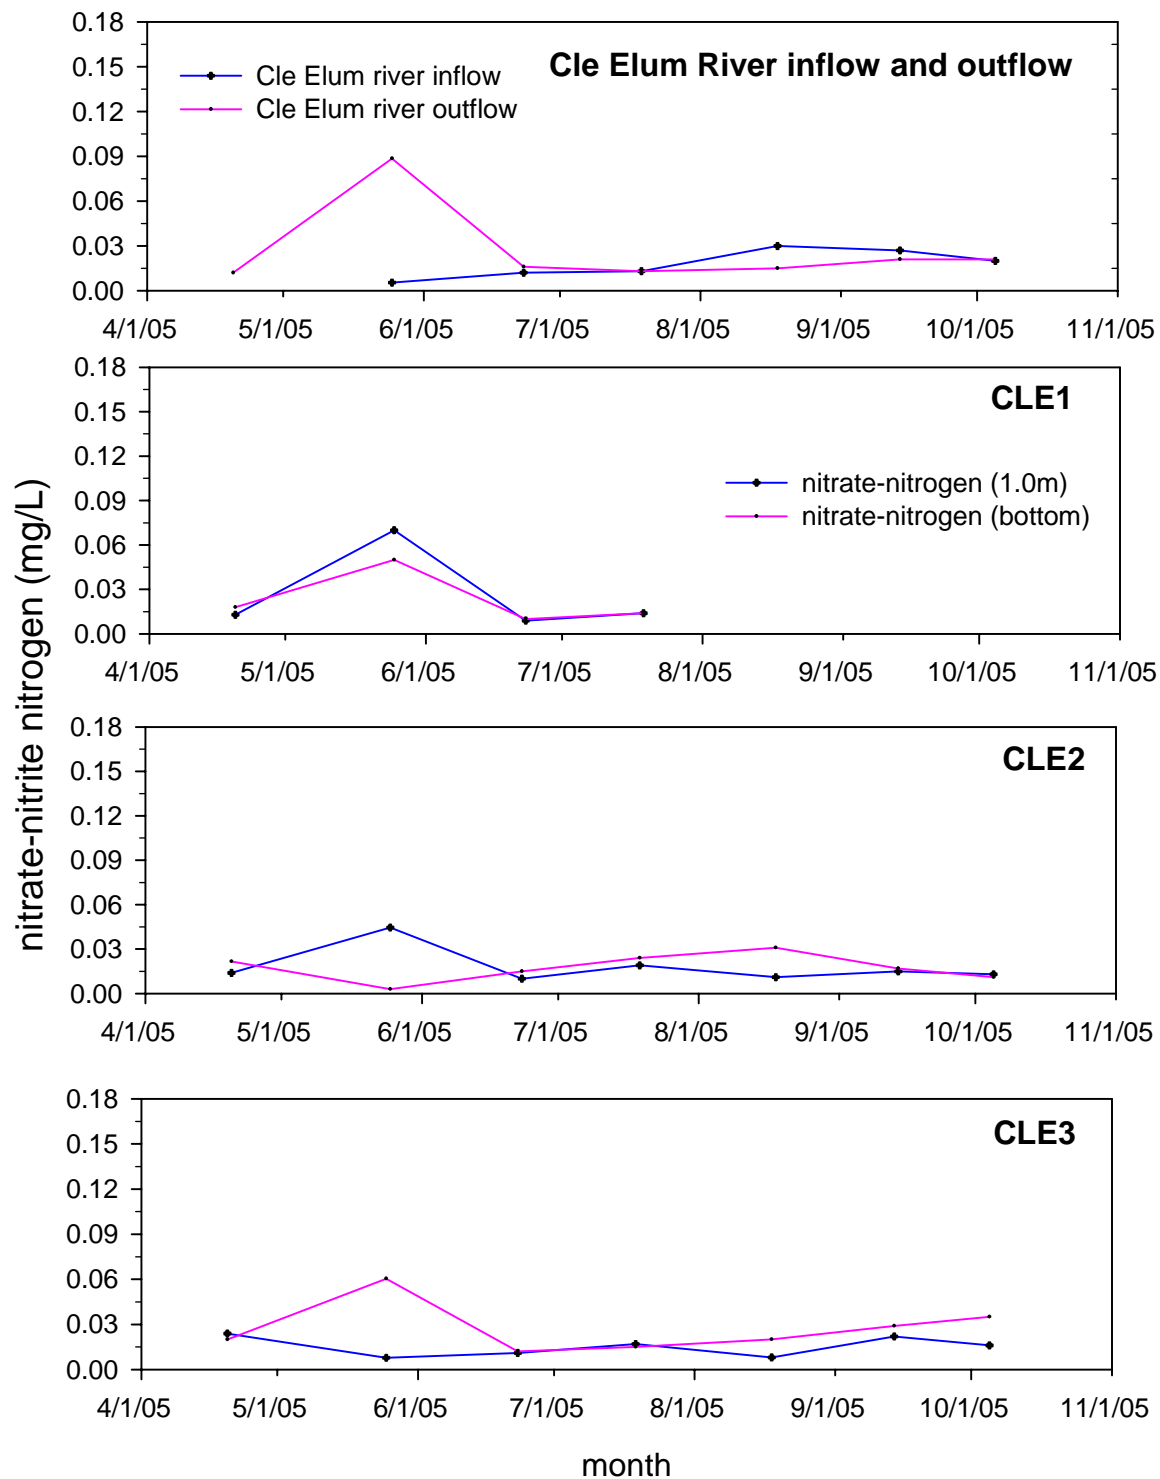 0.18
Cle Elum River inflow and outflow
0.15
Cle Elum river inflow
0.12
Cle Elum river outflow
0.09
0.06
0.03
0.00
4/1/05 5/1/05 6/1/05 7/1/05 8/1/05 9/1/05 10/1/05 11/1/05
0.18
CLE1
0.15
0.12
nitrate-nitrogen (1.0m)
0.09
nitrate-nitrogen (bottom)
0.06
0.03
0.00
4/1/05 5/1/05 6/1/05 7/1/05 8/1/05 9/1/05 10/1/05 11/1/05
nitrate-nitrite nitrogen (mg/L)
0.18
CLE2
0.15
0.12
0.09
0.06
0.03
0.00
4/1/05 5/1/05 6/1/05 7/1/05 8/1/05 9/1/05 10/1/05 11/1/05
0.18
CLE3
0.15
0.12
0.09
0.06
0.03
0.00
4/1/05 5/1/05 6/1/05 7/1/05 8/1/05 9/1/05 10/1/05 11/1/05
month